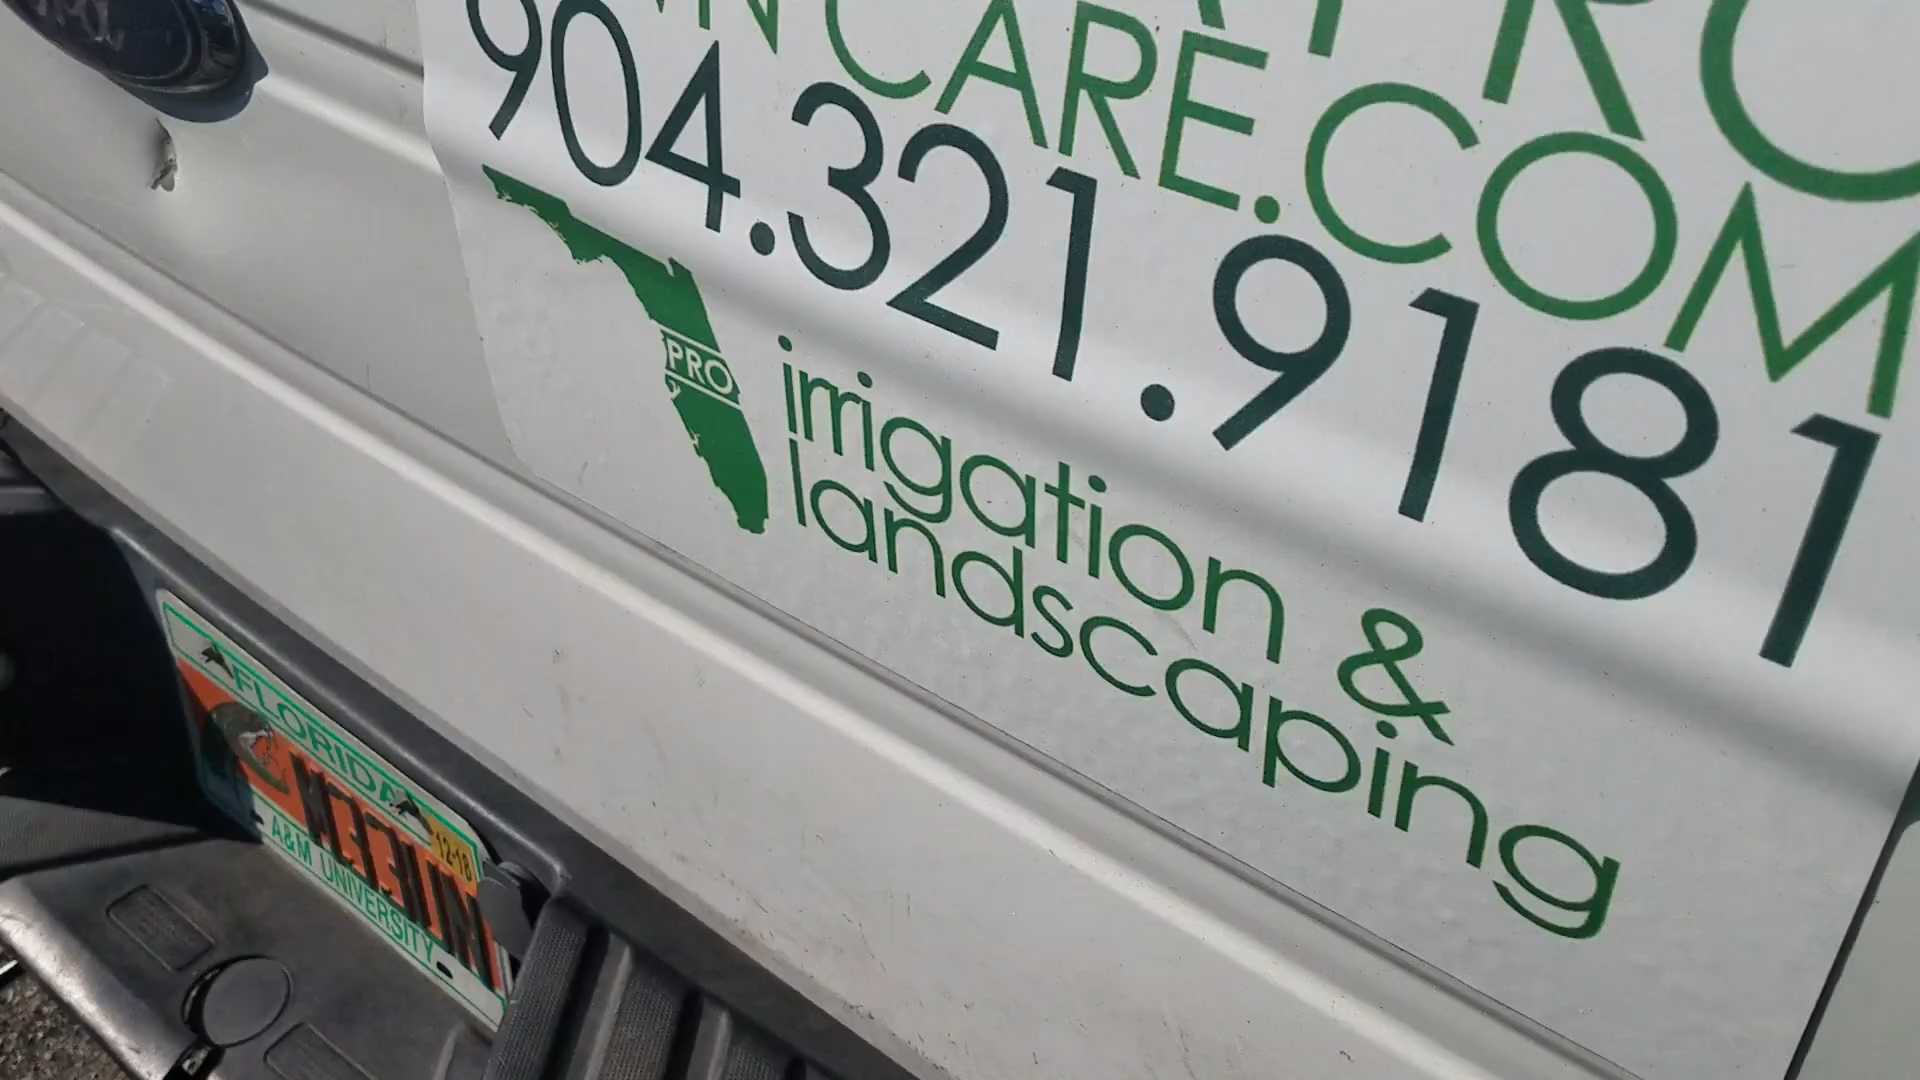 CARE.COM
904.321.9181
PRO
irrigation &
landscaping
FLORIDA
12-18
A&M UNIVERSITY